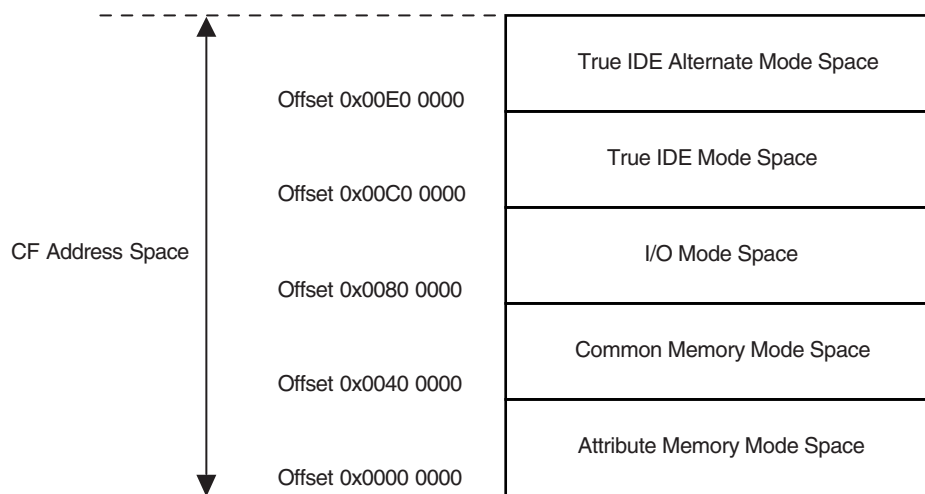 True IDE Alternate Mode Space
Offset 0x00E0 0000
True IDE Mode Space
Offset 0x00C0 0000
CF Address Space
I/O Mode Space
Offset 0x0080 0000
Common Memory Mode Space
Offset 0x0040 0000
Attribute Memory Mode Space
Offset 0x0000 0000